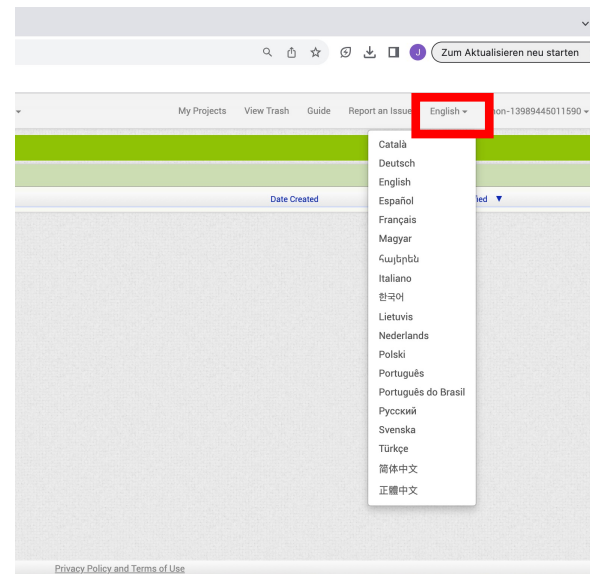 Zum Aktualisieren neu starten
My Projects View Trash Guide Report an Issue English
Català
Deutsch
English
Date Created
Español
Français
Magyar
Հայերեն
Italiano
한국어
Lietuvis
Nederlands
Polski
Português
Português do Brasil
Русский
Svenska
Türkçe
简体中文
正體中文
Privacy Policy and Terms of Use